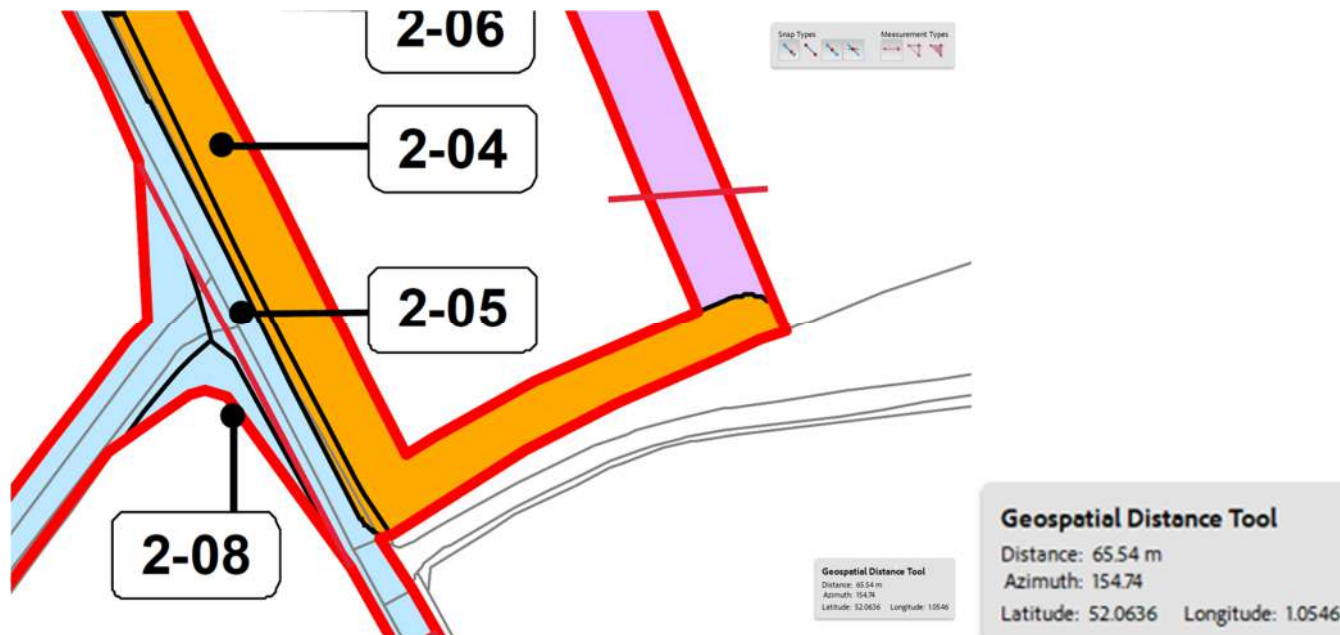 2-06
Snap Types Measurement Types
2-04
2-05
2-08
Geospatial Distance Tool
Distance: 65.54 m
Azimuth: 154.74
Latitude: 52.0636 Longitude: 1.0546
Geospatial Distance Tool
Distance: 65.54 m
Azimuth: 154.74
Latitude: 52.0636 Longitude: 1.0546